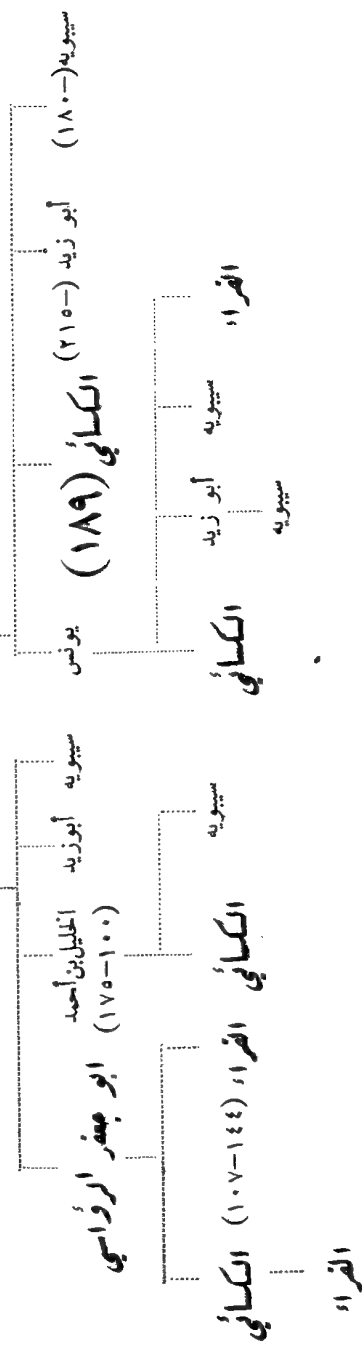 سيبويه (-١٨٠) أبو زيد (-٢١٥) الكسائي (١٨٩) يونس سيبويه أبو زيد الخليل بن أحمد أبو جعفر الرؤاسي
(١٠٠-١٧٥)
الفراء سيبويه أبو زيد الكسائي سيبويه الكسائي الفراء (١٤٤-١٠٧) الكسائي
سيبويه الفراء